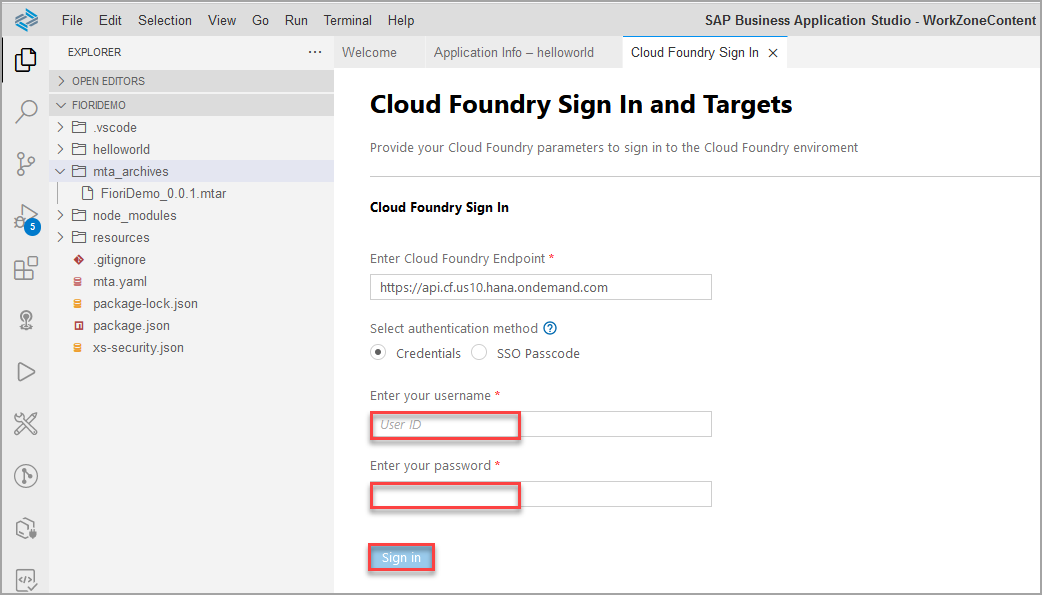 File Edit Selection View Go Run Terminal Help SAP Business Application Studio - WorkZoneContent
EXPLORER ...
OPEN EDITORS
FIORIDEMO
.vscode
helloworld
mta_archives
FioriDemo_0.0.1.mtar
node_modules
resources
.gitignore
mta.yaml
package-lock.json
package.json
xs-security.json
5
Welcome Application Info – helloworld Cloud Foundry Sign In ×
Cloud Foundry Sign In and Targets
Provide your Cloud Foundry parameters to sign in to the Cloud Foundry enviroment
Cloud Foundry Sign In
Enter Cloud Foundry Endpoint *
https://api.cf.us10.hana.ondemand.com
Select authentication method ?
Credentials SSO Passcode
Enter your username *
User ID
Enter your password *
Sign in